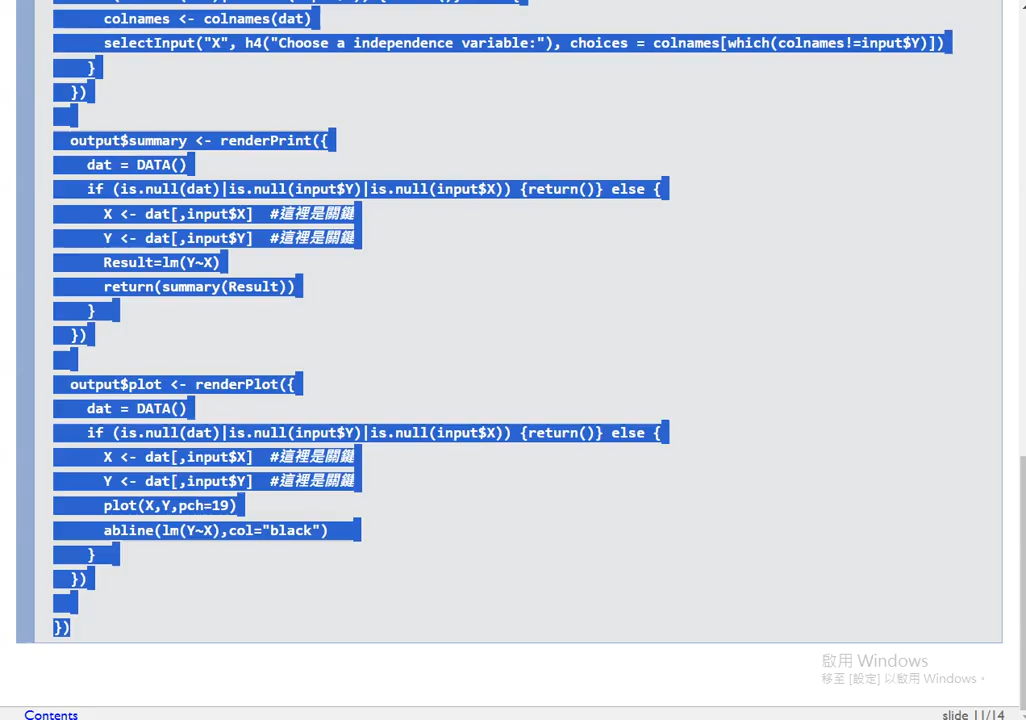 colnames <- colnames(dat)
selectInput("X", h4("Choose a independence variable:"), choices = colnames[which(colnames!=input$Y)])
}
})
output$summary <- renderPrint({
dat = DATA()
if (is.null(dat)|is.null(input$Y)|is.null(input$X)) {return()} else {
X <- dat[,input$X]  #這裡是關鍵
Y <- dat[,input$Y]  #這裡是關鍵
Result=lm(Y~X)
return(summary(Result))
}
})
output$plot <- renderPlot({
dat = DATA()
if (is.null(dat)|is.null(input$Y)|is.null(input$X)) {return()} else {
X <- dat[,input$X]  #這裡是關鍵
Y <- dat[,input$Y]  #這裡是關鍵
plot(X,Y,pch=19)
abline(lm(Y~X),col="black")
}
})
})
啟用 Windows
移至 [設定] 以啟用 Windows。
Contents
slide 11/14